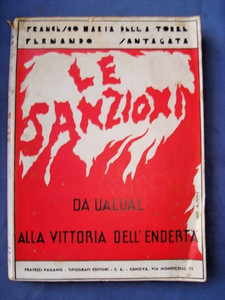 FRANCESCO MARIA DELLA TORRE
FERNANDO SANTAGATA
LE
SANZIONI
DA UALUAL
ALLA VITTORIA DELL'ENDERTÀ
FRATELLI PAGANO - TIPOGRAFI EDITORI - S. A. - GENOVA, VIA MONTICELLI, 11